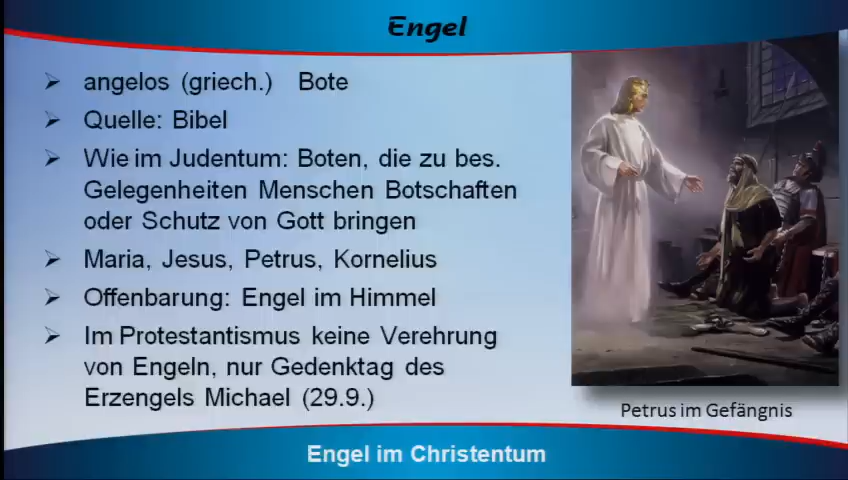 Engel
angelos (griech.) Bote
Quelle: Bibel
Wie im Judentum: Boten, die zu bes.
Gelegenheiten Menschen Botschaften
oder Schutz von Gott bringen
Maria, Jesus, Petrus, Kornelius
Offenbarung: Engel im Himmel
Im Protestantismus keine Verehrung
von Engeln, nur Gedenktag des
Erzengels Michael (29.9.)
Petrus im Gefängnis
Engel im Christentum